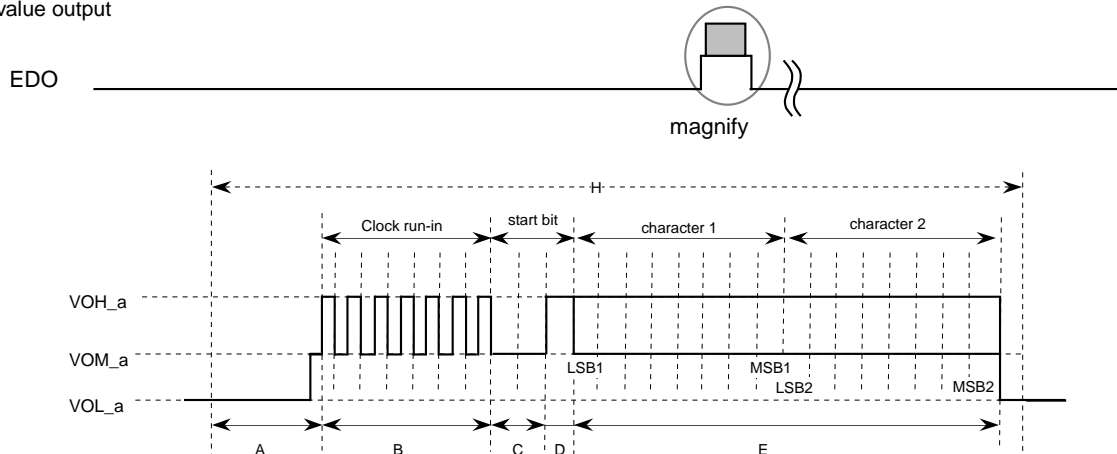 value output
EDO
magnify
H
Clock run-in
start bit
character 1
character 2
VOH_a
VOM_a
LSB1
MSB1
LSB2
MSB2
VOL_a
A
B
C
D
E